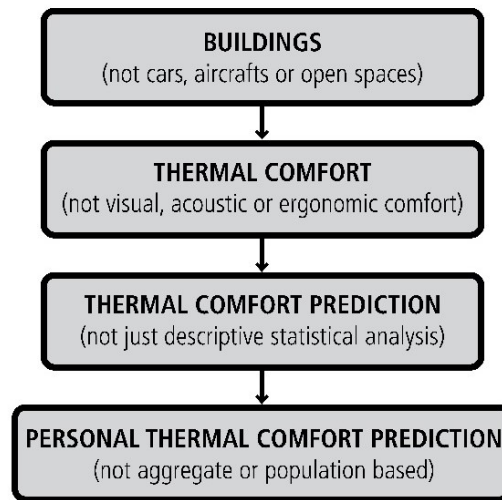 BUILDINGS
(not cars, aircrafts or open spaces)
THERMAL COMFORT
(not visual, acoustic or ergonomic comfort)
THERMAL COMFORT PREDICTION
(not just descriptive statistical analysis)
PERSONAL THERMAL COMFORT PREDICTION
(not aggregate or population based)